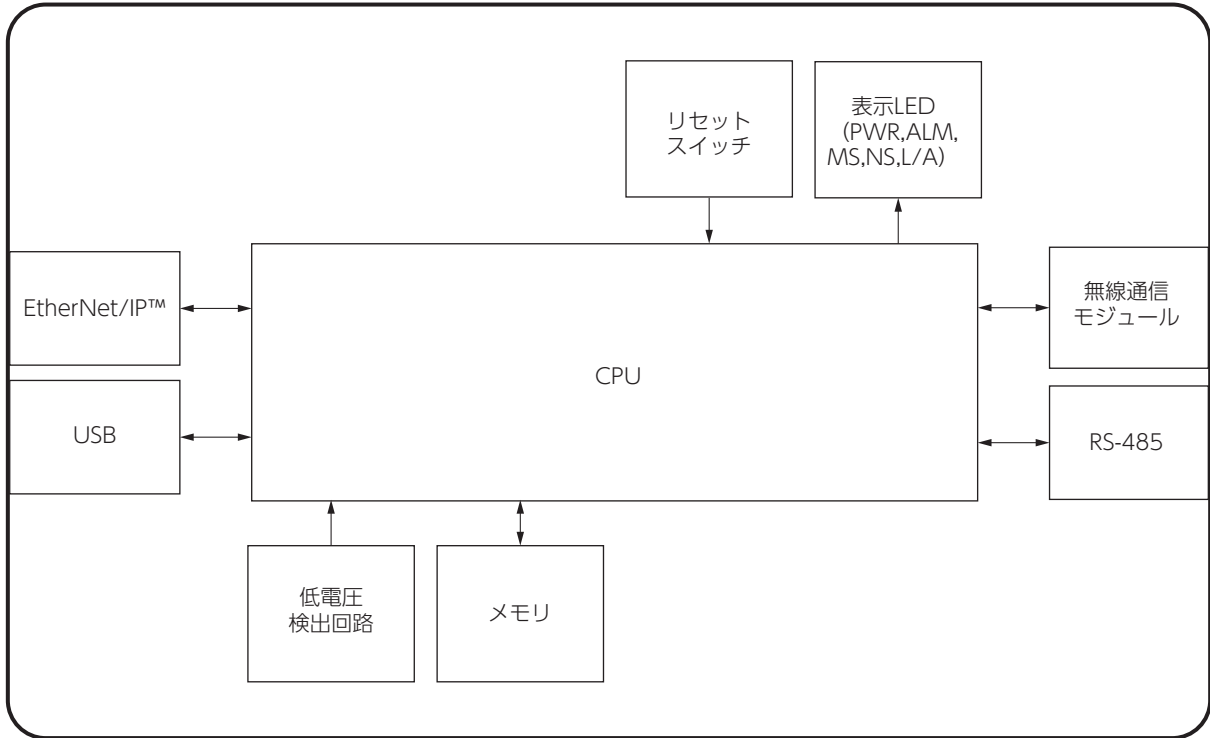 リセット
スイッチ
表示LED
(PWR,ALM,
MS,NS,L/A)
EtherNet/IP™
無線通信
モジュール
CPU
USB
RS-485
低電圧
検出回路
メモリ